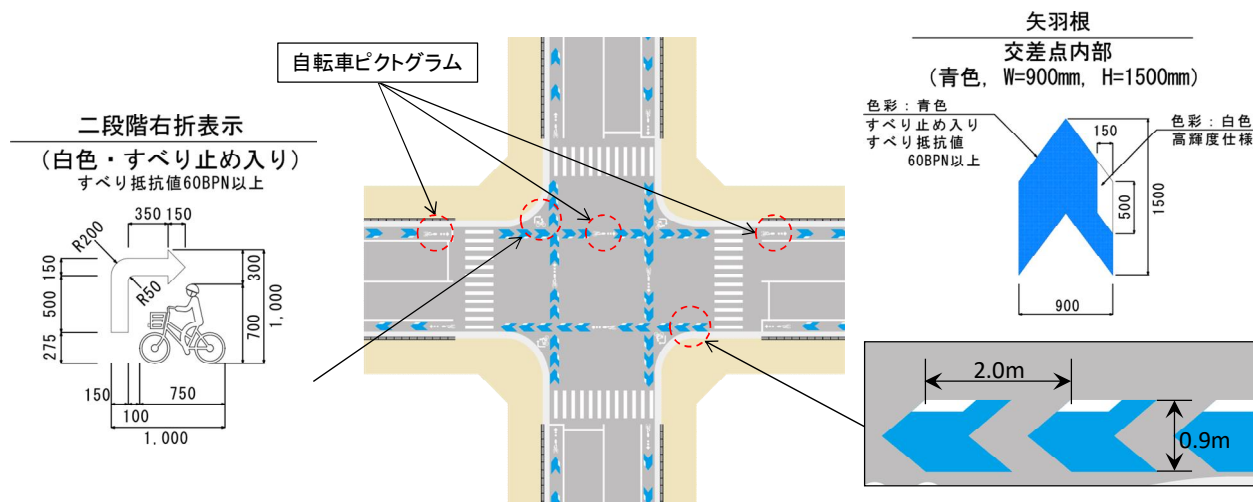 自転車ピクトグラム
二段階右折表示
(白色・すべり止め入り)
すべり抵抗値60BPN以上
350
150
R200
150
R50
500
275
300
700
1,000
150
100
750
1,000
矢羽根
交差点内部
(青色, W=900mm, H=1500mm)
色彩：青色
すべり止め入り
すべり抵抗値
60BPN以上
色彩：白色
高輝度仕様
150
500
1500
900
2.0m
0.9m